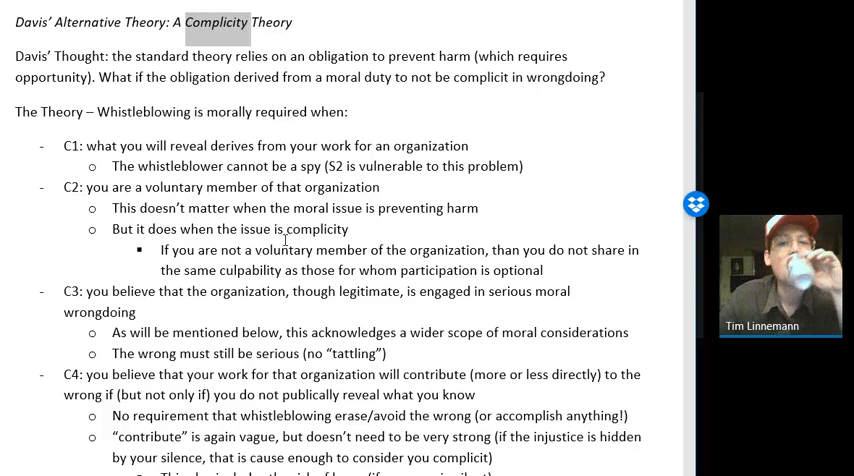 Davis’ Alternative Theory: A Complicity Theory
Davis’ Thought: the standard theory relies on an obligation to prevent harm (which requires
opportunity). What if the obligation derived from a moral duty to not be complicit in wrongdoing?
The Theory – Whistleblowing is morally required when:
- C1: what you will reveal derives from your work for an organization
o The whistleblower cannot be a spy (S2 is vulnerable to this problem)
- C2: you are a voluntary member of that organization
o This doesn’t matter when the moral issue is preventing harm
o But it does when the issue is complicity
▪ If you are not a voluntary member of the organization, than you do not share in
the same culpability as those for whom participation is optional
- C3: you believe that the organization, though legitimate, is engaged in serious moral
wrongdoing
o As will be mentioned below, this acknowledges a wider scope of moral considerations
o The wrong must still be serious (no “tattling”)
- C4: you believe that your work for that organization will contribute (more or less directly) to the
wrong if (but not only if) you do not publically reveal what you know
o No requirement that whistleblowing erase/avoid the wrong (or accomplish anything!)
o “contribute” is again vague, but doesn’t need to be very strong (if the injustice is hidden
by your silence, that is cause enough to consider you complicit)
Tim Linnemann